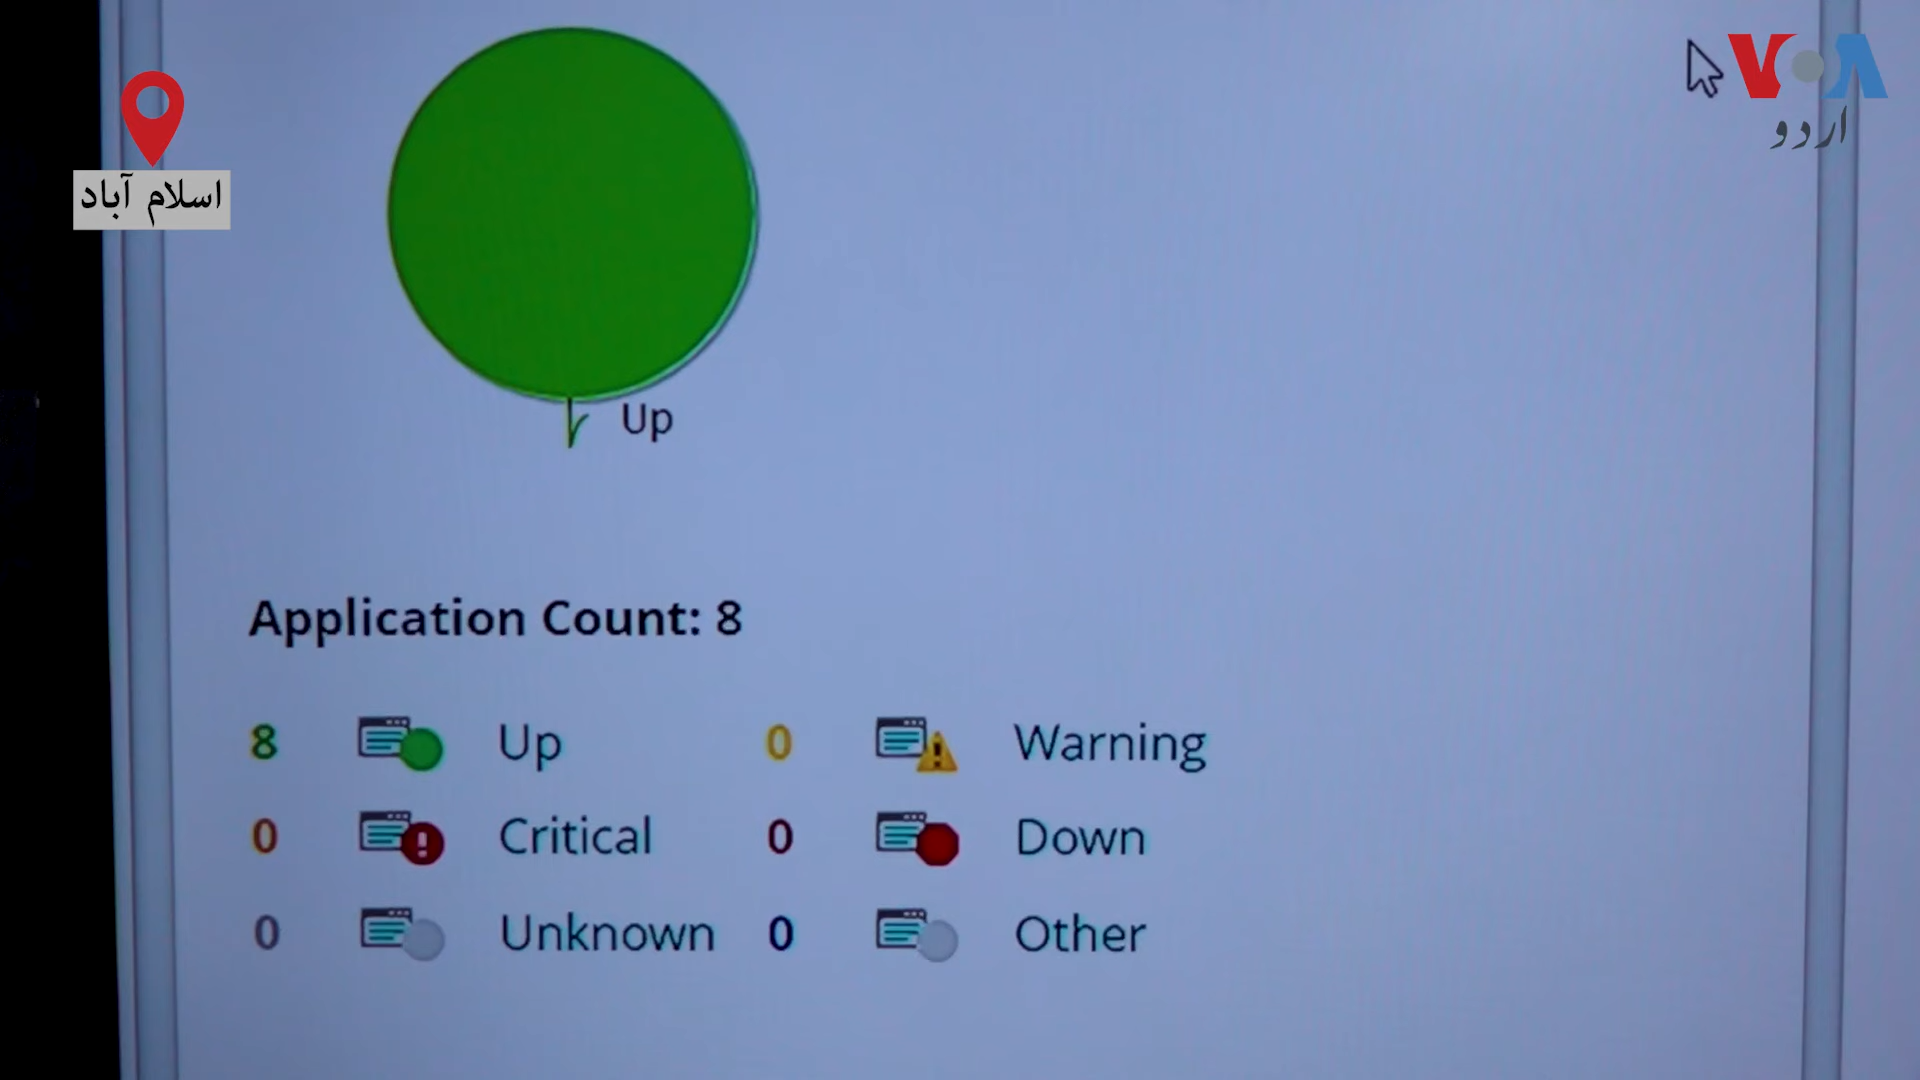 VOA
اردو
اسلام آباد
Up
Application Count: 8
8 Up 0 Warning
0 Critical 0 Down
0 Unknown 0 Other